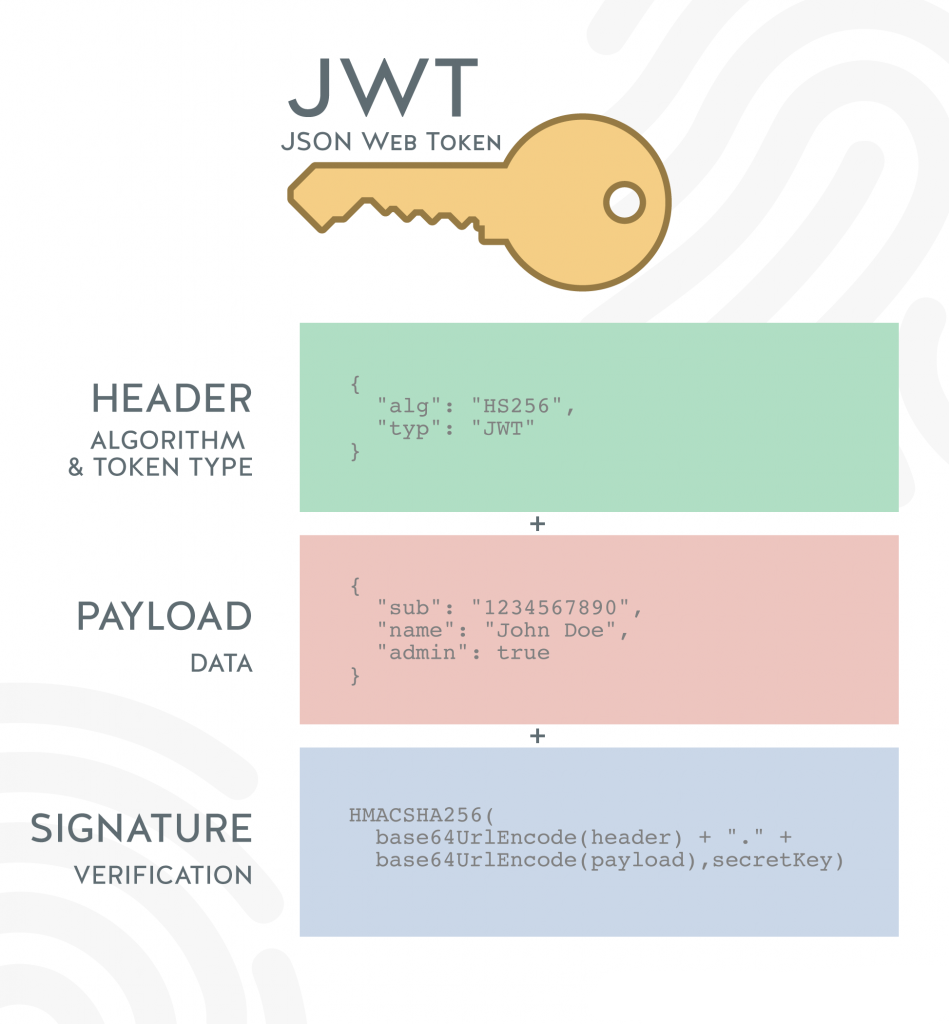 JWT
JSON Web Token
HEADER
ALGORITHM
& TOKEN TYPE
{
"alg": "HS256",
"typ": "JWT"
}
+
PAYLOAD
DATA
{
"sub": "1234567890",
"name": "John Doe",
"admin": true
}
+
SIGNATURE
VERIFICATION
HMACSHA256(
base64UrlEncode(header) + "." +
base64UrlEncode(payload),secretKey)